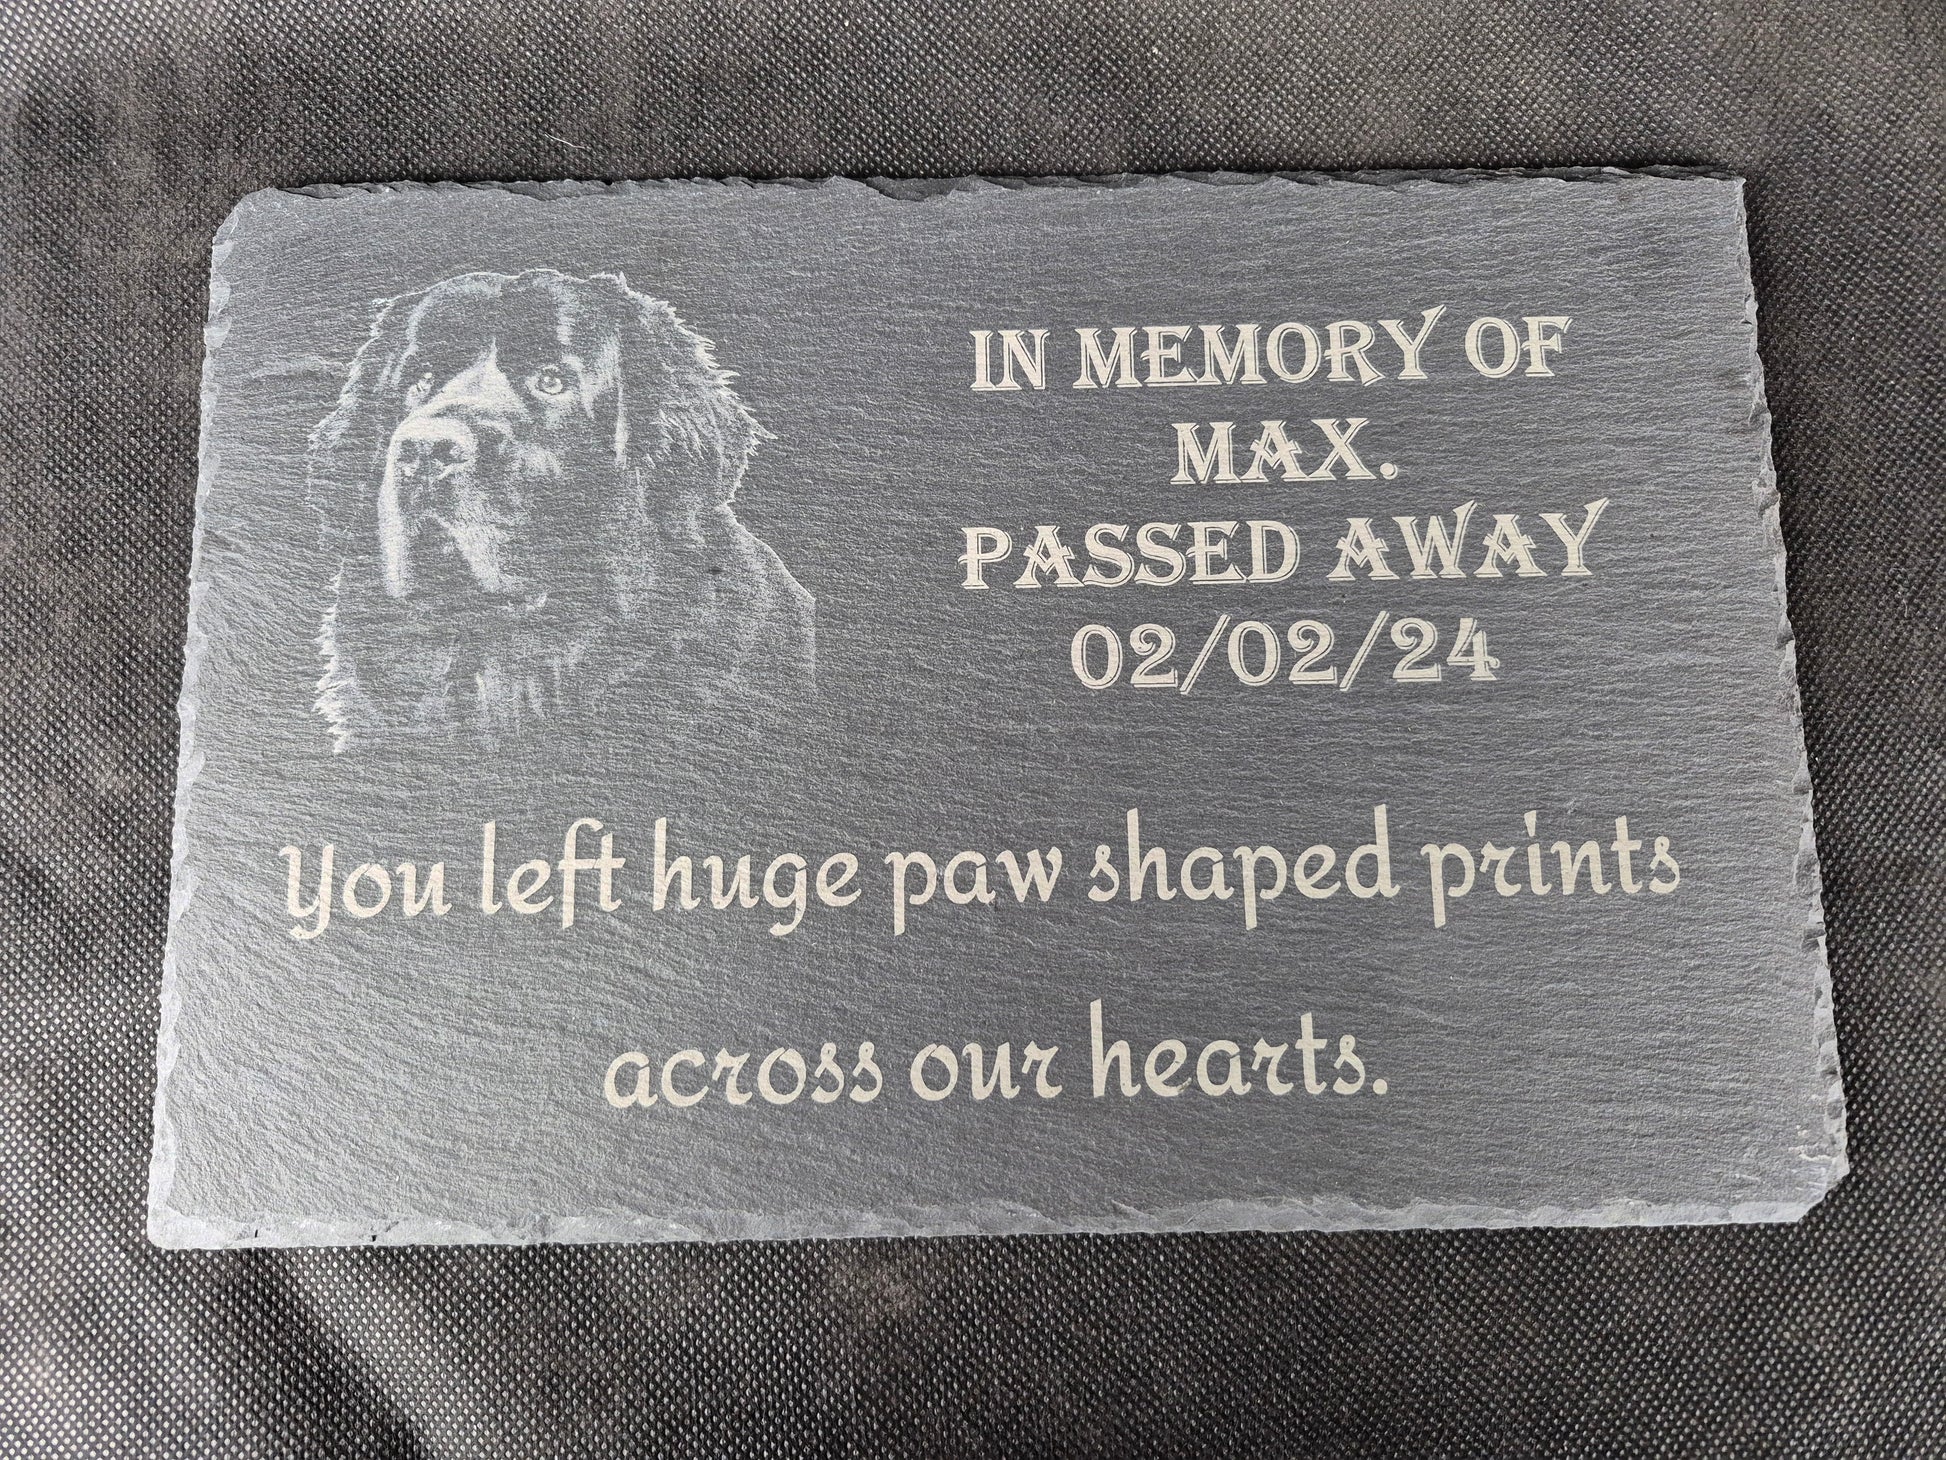 IN MEMORY OF
MAX.
PASSED AWAY
02/02/24
You left huge paw shaped prints
across our hearts.